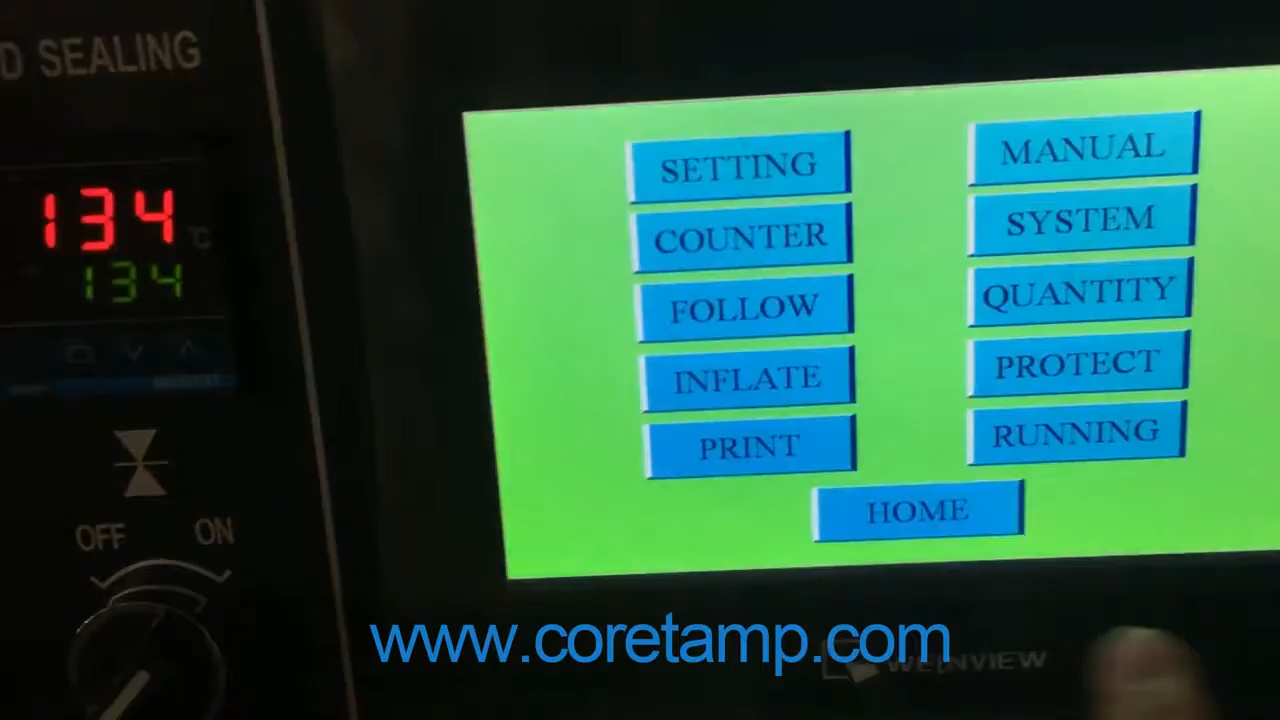 D SEALING
134 °C
134
OFF ON
SETTING
COUNTER
FOLLOW
INFLATE
PRINT
MANUAL
SYSTEM
QUANTITY
PROTECT
RUNNING
HOME
www.coretamp.com
WEINVIEW